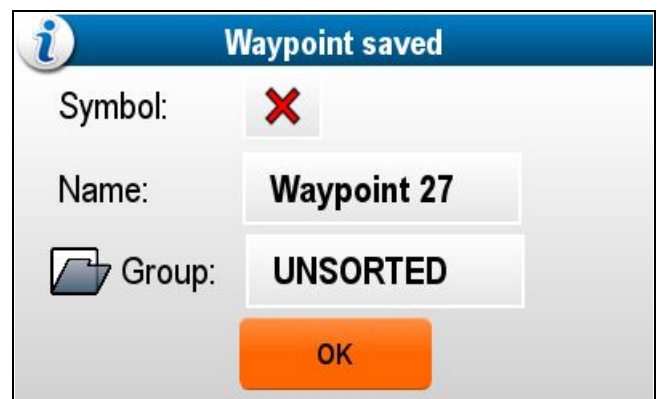 Waypoint saved
Symbol:
Name: Waypoint 27
Group: UNSORTED
OK